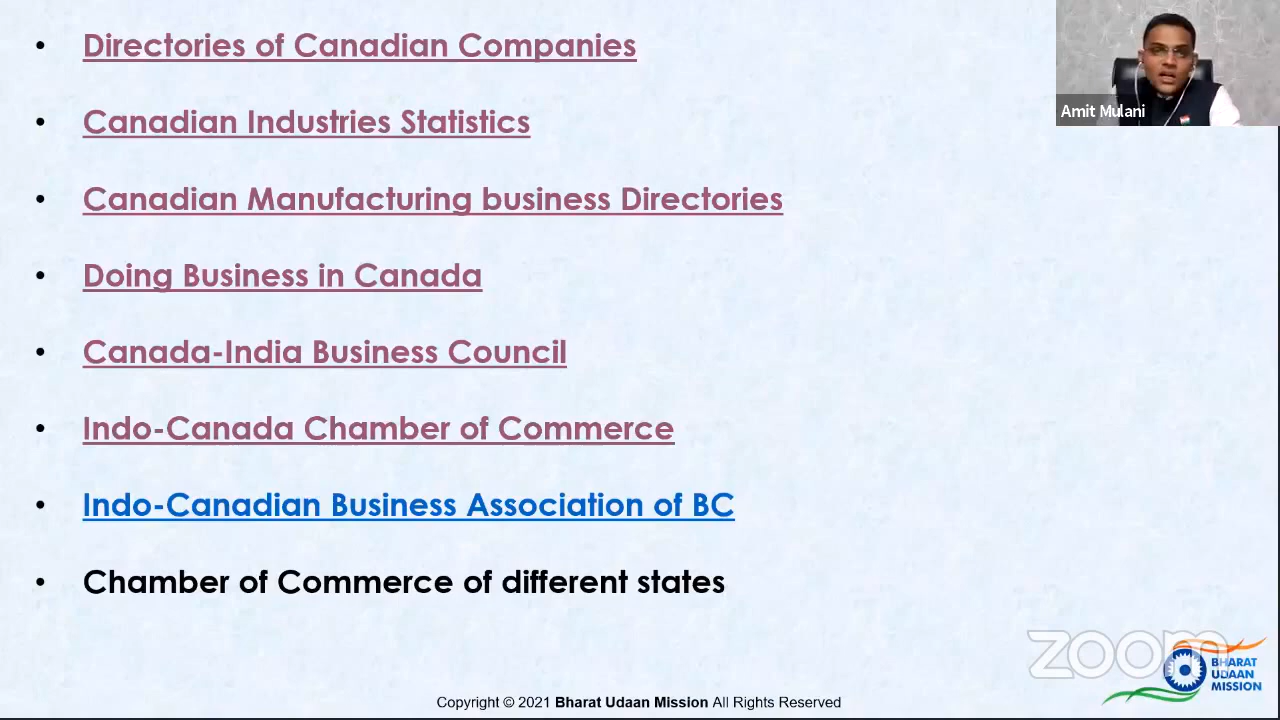 • Directories of Canadian Companies
• Canadian Industries Statistics
• Canadian Manufacturing business Directories
• Doing Business in Canada
• Canada-India Business Council
• Indo-Canada Chamber of Commerce
• Indo-Canadian Business Association of BC
• Chamber of Commerce of different states
Amit Mulani
zoom
BHARAT
UDAAN
MISSION
Copyright © 2021 Bharat Udaan Mission All Rights Reserved